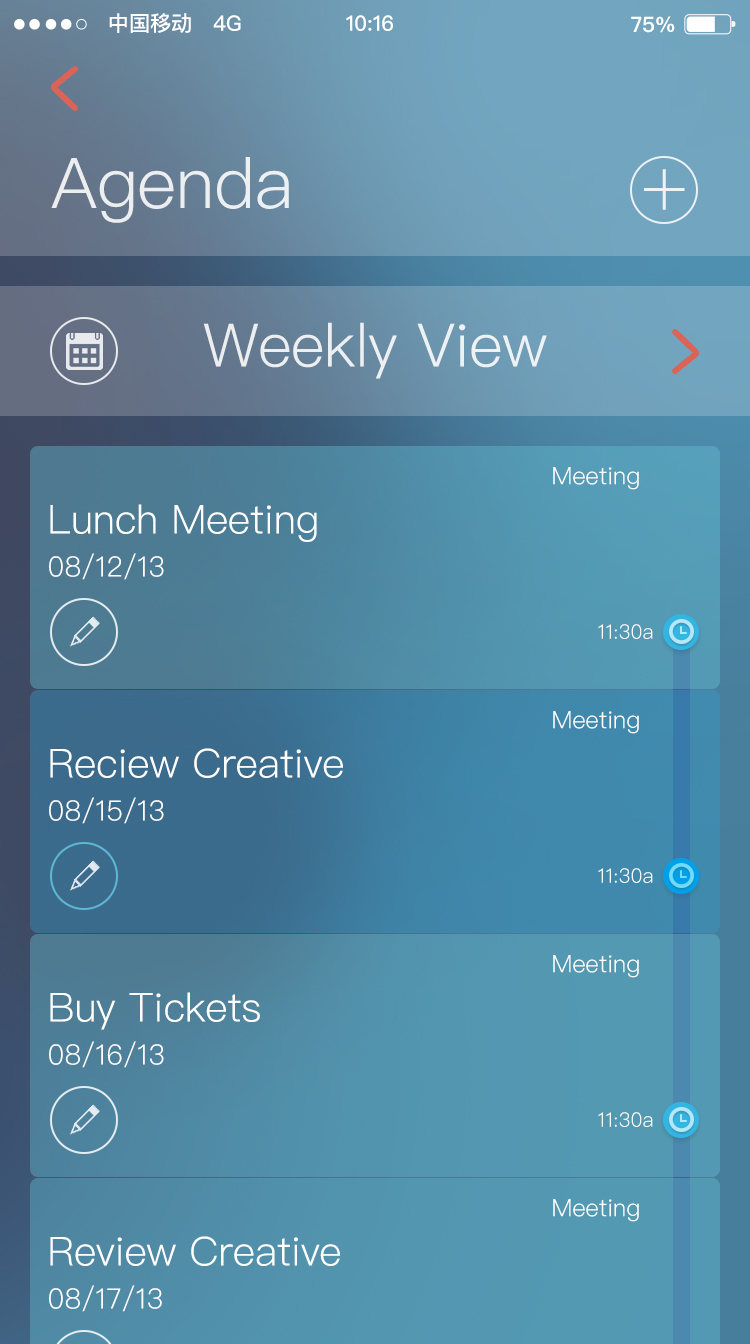 中国移动 4G 10:16 75%
Agenda
Weekly View
Meeting
Lunch Meeting
08/12/13
11:30a
Meeting
Reciew Creative
08/15/13
11:30a
Meeting
Buy Tickets
08/16/13
11:30a
Meeting
Review Creative
08/17/13